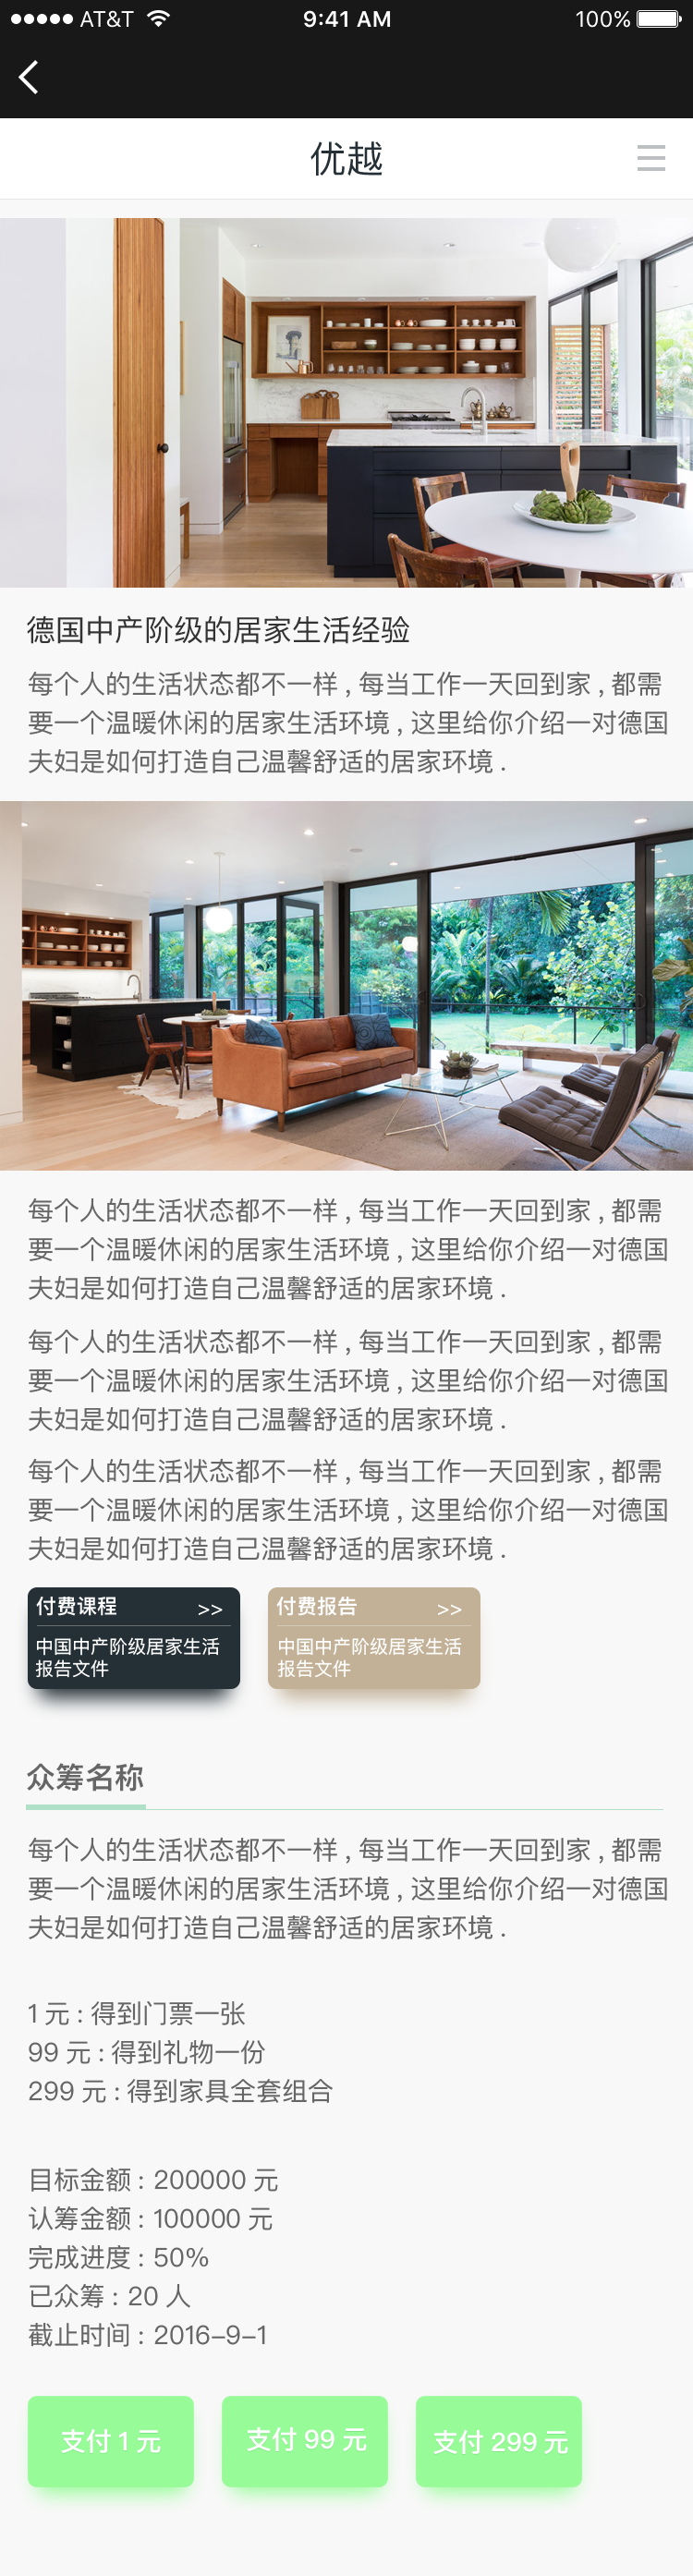 AT&T 9:41 AM 100%
优越
德国中产阶级的居家生活经验
每个人的生活状态都不一样 , 每当工作一天回到家 , 都需
要一个温暖休闲的居家生活环境 , 这里给你介绍一对德国
夫妇是如何打造自己温馨舒适的居家环境 .
每个人的生活状态都不一样 , 每当工作一天回到家 , 都需
要一个温暖休闲的居家生活环境 , 这里给你介绍一对德国
夫妇是如何打造自己温馨舒适的居家环境 .
每个人的生活状态都不一样 , 每当工作一天回到家 , 都需
要一个温暖休闲的居家生活环境 , 这里给你介绍一对德国
夫妇是如何打造自己温馨舒适的居家环境 .
每个人的生活状态都不一样 , 每当工作一天回到家 , 都需
要一个温暖休闲的居家生活环境 , 这里给你介绍一对德国
夫妇是如何打造自己温馨舒适的居家环境 .
付费课程 >>
中国中产阶级居家生活
报告文件
付费报告 >>
中国中产阶级居家生活
报告文件
众筹名称
每个人的生活状态都不一样 , 每当工作一天回到家 , 都需
要一个温暖休闲的居家生活环境 , 这里给你介绍一对德国
夫妇是如何打造自己温馨舒适的居家环境 .
1 元 : 得到门票一张
99 元 : 得到礼物一份
299 元 : 得到家具全套组合
目标金额 : 200000 元
认筹金额 : 100000 元
完成进度 : 50%
已众筹 : 20 人
截止时间 : 2016-9-1
支付 1 元
支付 99 元
支付 299 元